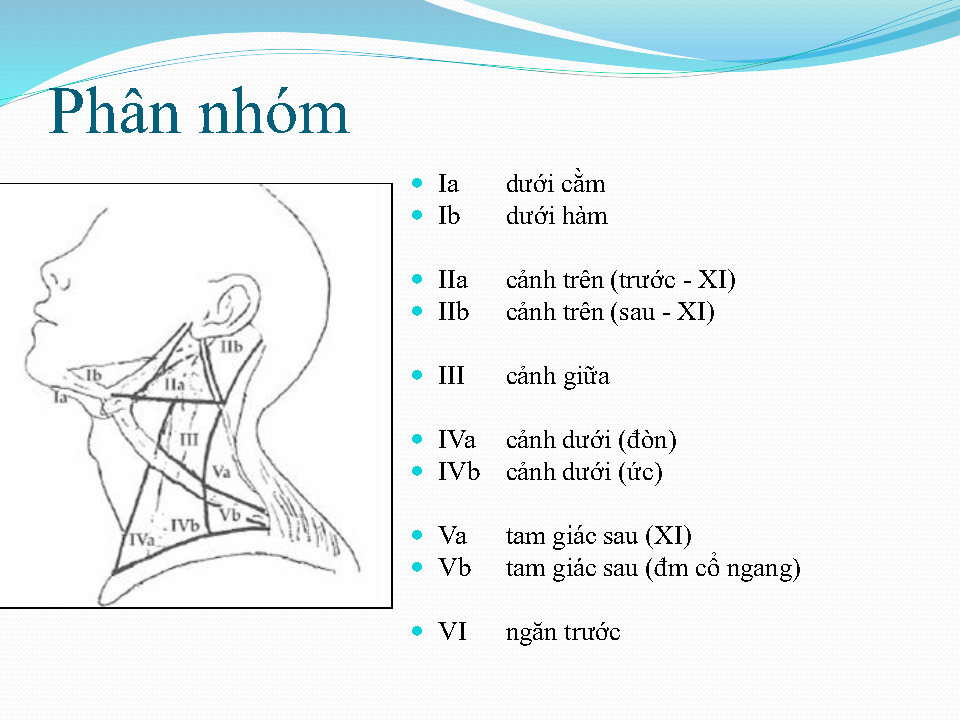 Phân nhóm
Ia dưới cằm
Ib dưới hàm
IIa cảnh trên (trước - XI)
IIb cảnh trên (sau - XI)
III cảnh giữa
IVa cảnh dưới (đòn)
IVb cảnh dưới (ức)
Va tam giác sau (XI)
Vb tam giác sau (đm cổ ngang)
VI ngăn trước
IIb
Ib
IIa
Ia
III
Va
Vb
IVb
IVa